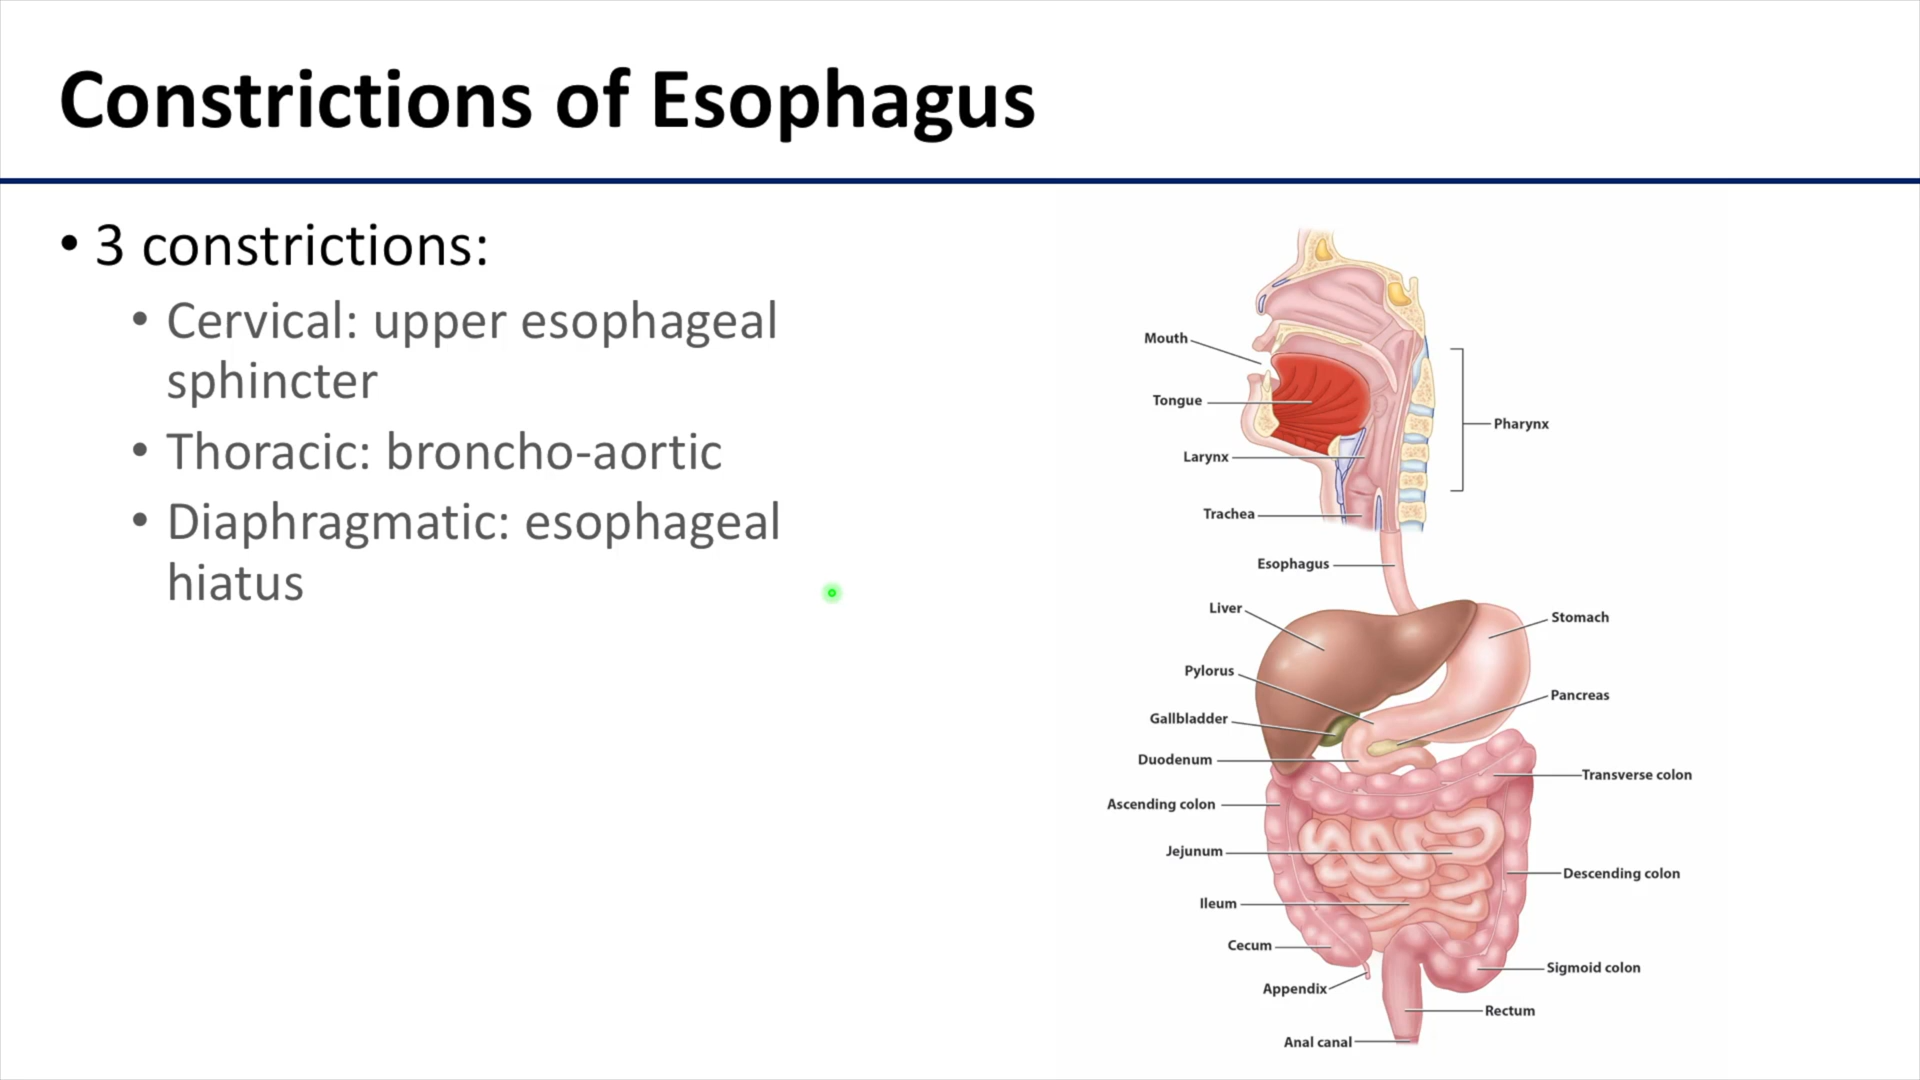 Constrictions of Esophagus
• 3 constrictions:
• Cervical: upper esophageal
sphincter
• Thoracic: broncho-aortic
• Diaphragmatic: esophageal
hiatus
Mouth
Tongue
Pharynx
Larynx
Trachea
Esophagus
Liver
Stomach
Pylorus
Pancreas
Gallbladder
Duodenum
Transverse colon
Ascending colon
Jejunum
Descending colon
Ileum
Cecum
Sigmoid colon
Appendix
Rectum
Anal canal